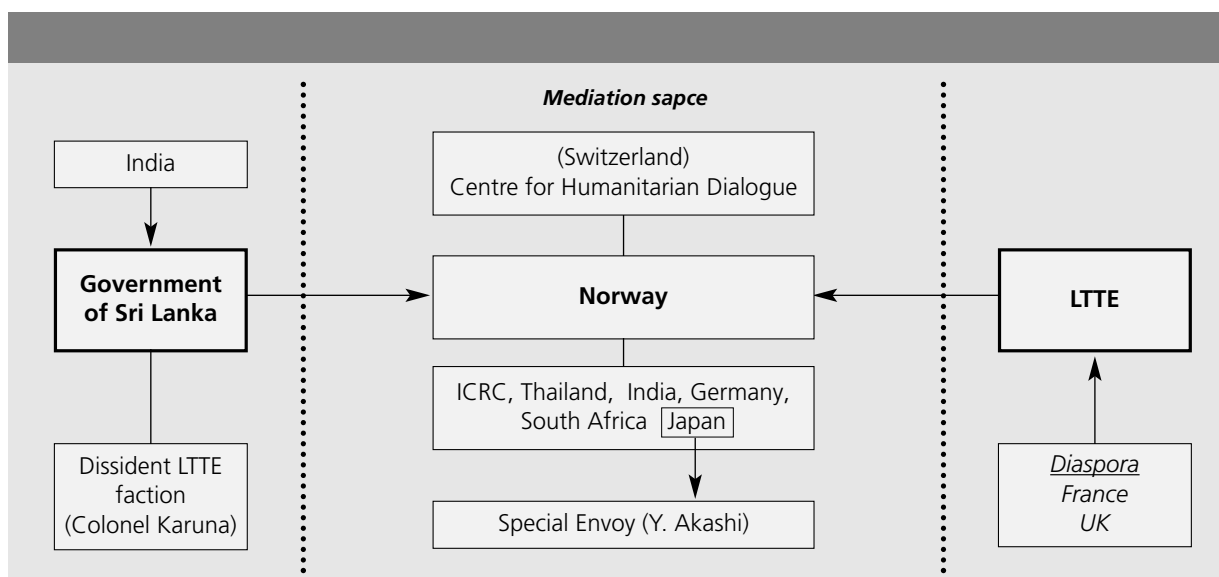 Mediation sapce
India
Government
of Sri Lanka
Dissident LTTE
faction
(Colonel Karuna)
(Switzerland)
Centre for Humanitarian Dialogue
Norway
ICRC, Thailand, India, Germany,
South Africa Japan
Special Envoy (Y. Akashi)
LTTE
Diaspora
France
UK